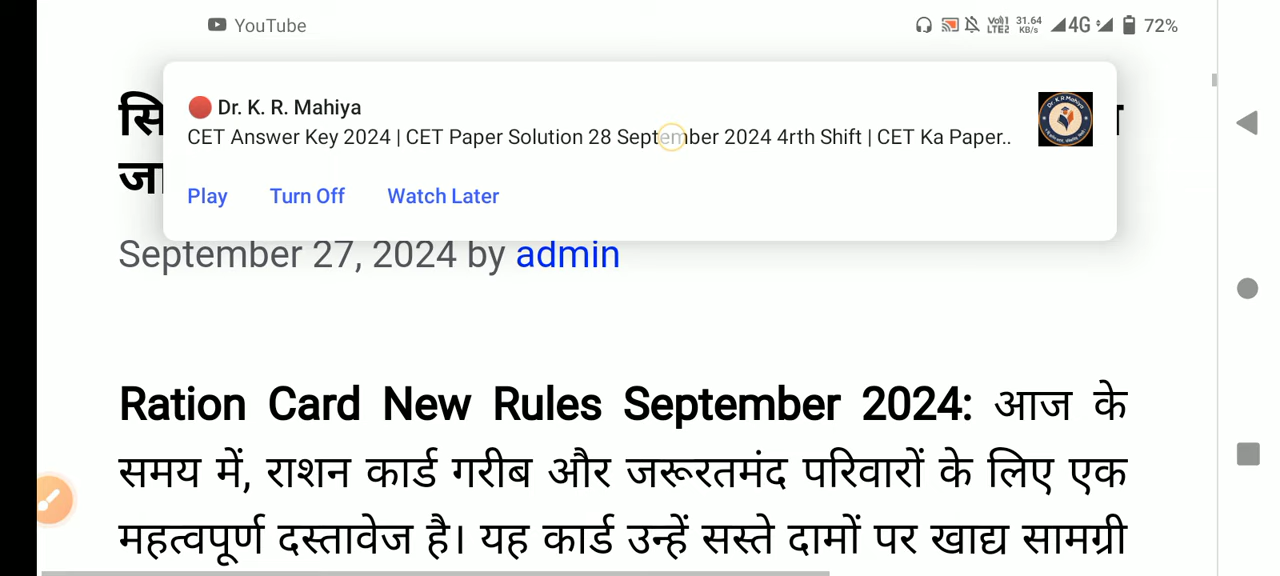 YouTube
Voll1 LTE2 31.64 KB/s 4G 72%
Dr. K. R. Mahiya
CET Answer Key 2024 | CET Paper Solution 28 September 2024 4rth Shift | CET Ka Paper..
Play Turn Off Watch Later
September 27, 2024 by admin
Ration Card New Rules September 2024: आज के
समय में, राशन कार्ड गरीब और जरूरतमंद परिवारों के लिए एक
महत्वपूर्ण दस्तावेज है। यह कार्ड उन्हें सस्ते दामों पर खाद्य सामग्री